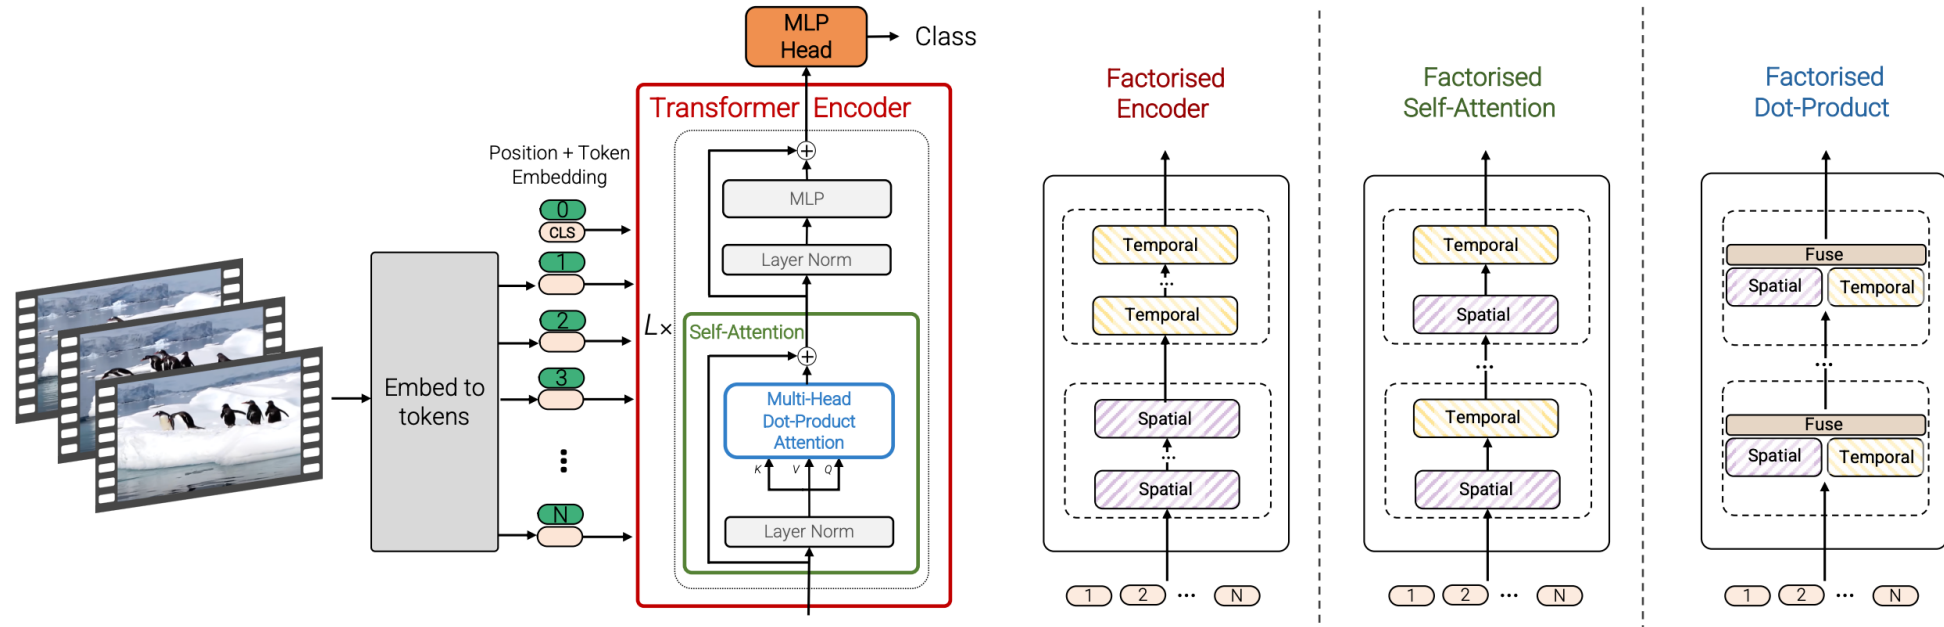 MLP
Head
Class
Transformer Encoder
Position + Token
Embedding
0
CLS
1
2
3
N
Embed to
tokens
L×
MLP
Layer Norm
Self-Attention
Multi-Head
Dot-Product
Attention
K V Q
Layer Norm
Factorised
Encoder
Temporal
...
Temporal
Spatial
...
Spatial
1 2 ... N
Factorised
Self-Attention
Temporal
Spatial
...
Temporal
Spatial
1 2 ... N
Factorised
Dot-Product
Fuse
Spatial Temporal
...
Fuse
Spatial Temporal
1 2 ... N